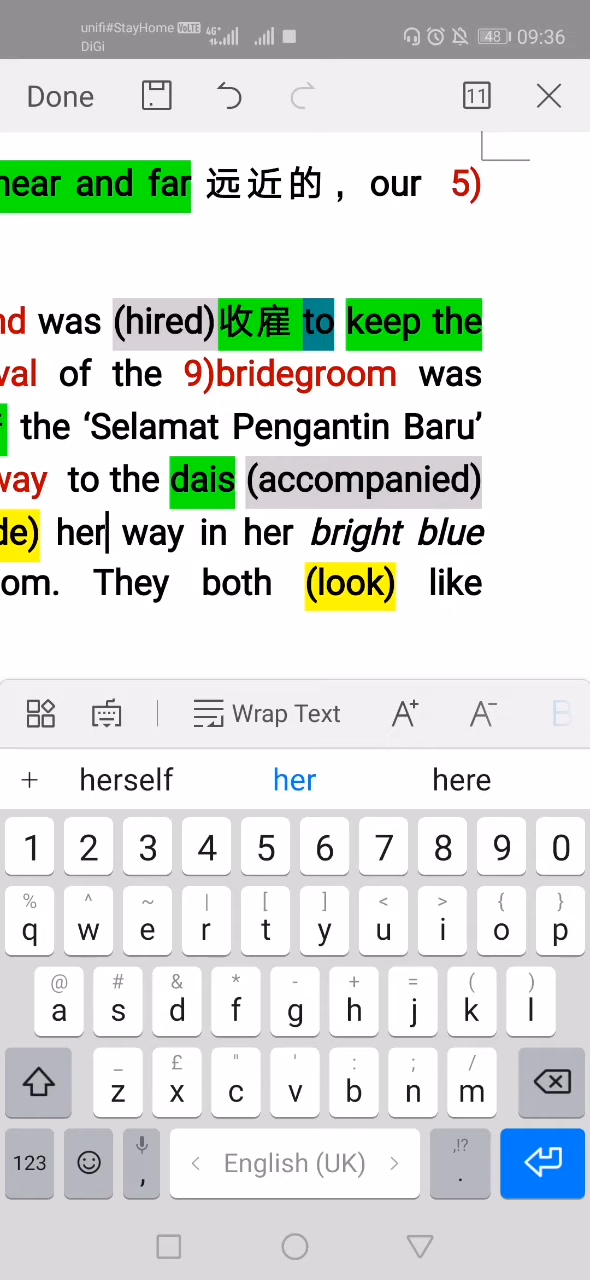 unifi#StayHome VoLTE 4G+ 48 09:36
DiGi
Done 11
near and far 远近的， our 5)
nd was (hired)收雇 to keep the
val of the 9)bridegroom was
the ‘Selamat Pengantin Baru’
way to the dais (accompanied)
de) her way in her bright blue
om. They both (look) like
Wrap Text A+ A- B
+ herself her here
1 2 3 4 5 6 7 8 9 0
% ^ ~ | [ ] < > { }
q w e r t y u i o p
@ # & * - + = ( )
a s d f g h j k l
_ £ " ' : ; /
z x c v b n m
,!?
123 , < English (UK) > .